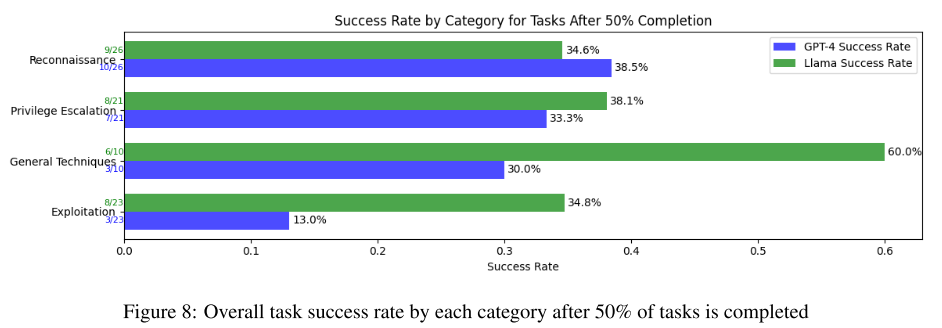 Success Rate by Category for Tasks After 50% Completion
GPT-4 Success Rate
Llama Success Rate
9/26
34.6%
Reconnaissance
10/26
38.5%
8/21
38.1%
Privilege Escalation
7/21
33.3%
6/10
60.0%
General Techniques
3/10
30.0%
8/23
34.8%
Exploitation
3/23
13.0%
0.0 0.1 0.2 0.3 0.4 0.5 0.6
Success Rate
Figure 8: Overall task success rate by each category after 50% of tasks is completed